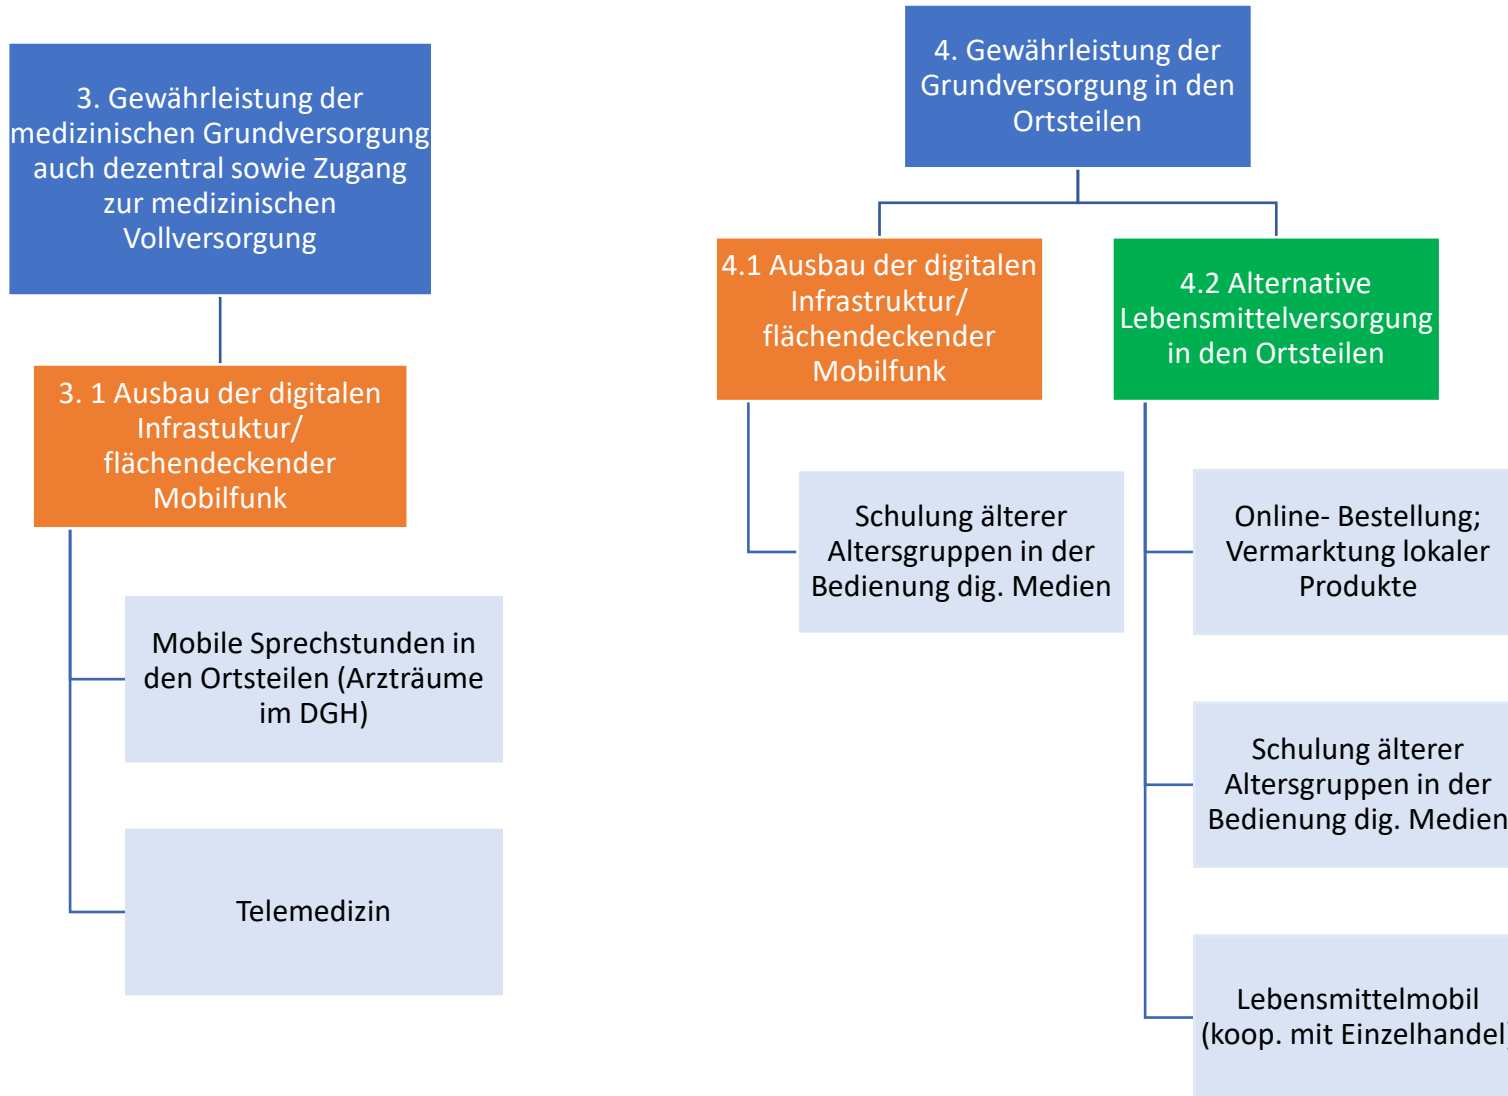 3. Gewährleistung der
medizinischen Grundversorgung
auch dezentral sowie Zugang
zur medizinischen
Vollversorgung
3. 1 Ausbau der digitalen
Infrastuktur/
flächendeckender
Mobilfunk
Mobile Sprechstunden in
den Ortsteilen (Arzträume
im DGH)
Telemedizin
4. Gewährleistung der
Grundversorgung in den
Ortsteilen
4.1 Ausbau der digitalen
Infrastruktur/
flächendeckender
Mobilfunk
Schulung älterer
Altersgruppen in der
Bedienung dig. Medien
4.2 Alternative
Lebensmittelversorgung
in den Ortsteilen
Online- Bestellung;
Vermarktung lokaler
Produkte
Schulung älterer
Altersgruppen in der
Bedienung dig. Medien
Lebensmittelmobil
(koop. mit Einzelhandel)